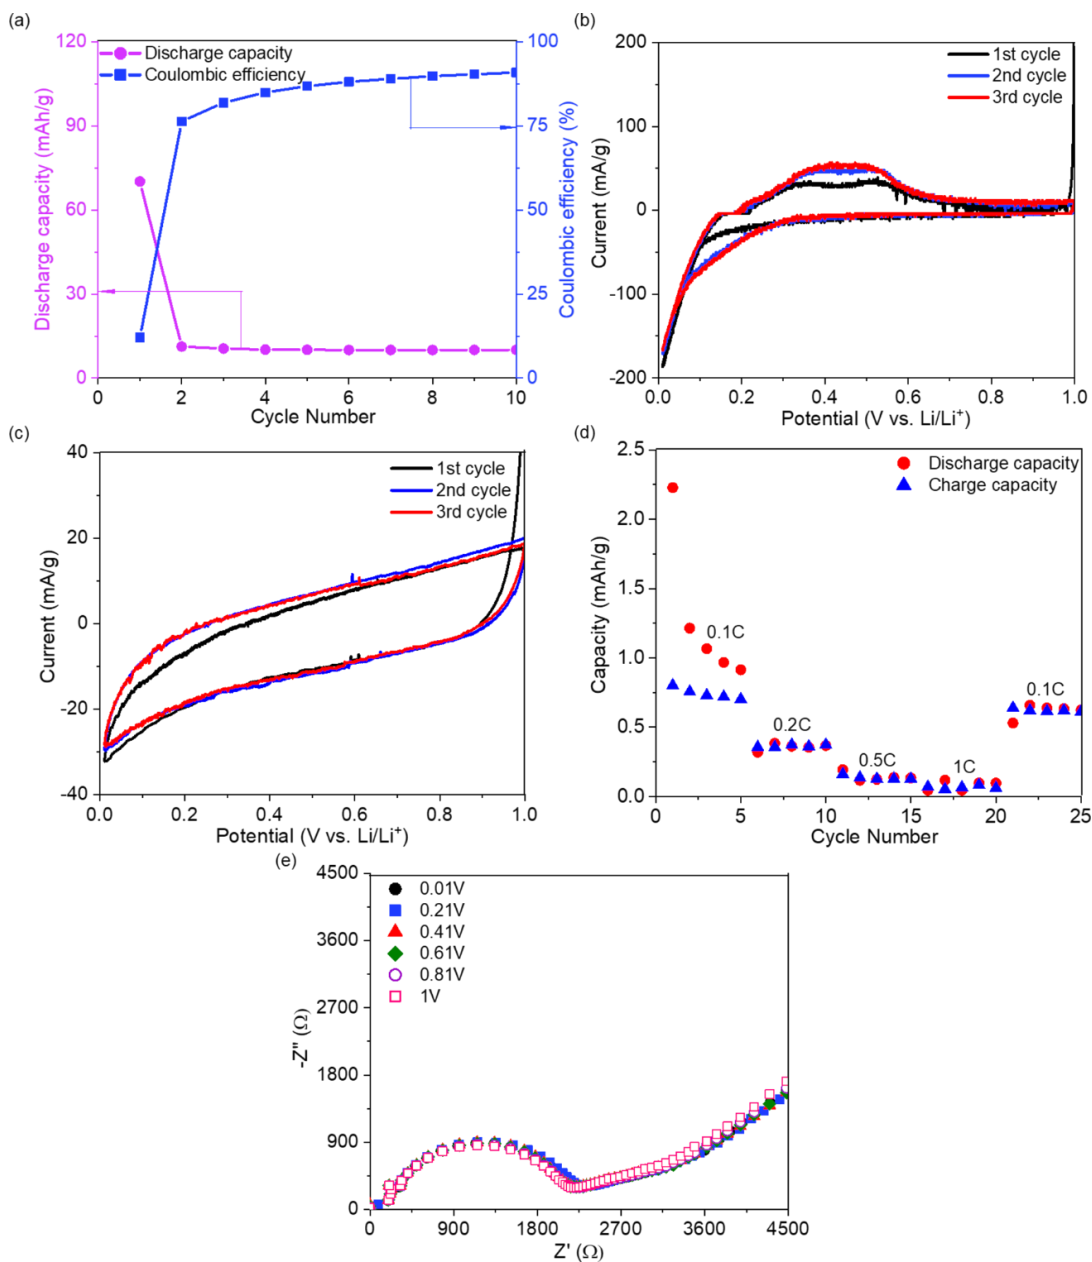 (a)
120
90
60
30
0
Discharge capacity (mAh/g)
Discharge capacity
Coulombic efficiency
100
75
50
25
0
Coulombic efficiency (%)
0 2 4 6 8 10
Cycle Number
(b)
200
100
0
-100
-200
Current (mA/g)
1st cycle
2nd cycle
3rd cycle
0.0 0.2 0.4 0.6 0.8 1.0
Potential (V vs. Li/Li⁺)
(c)
40
20
0
-20
-40
Current (mA/g)
1st cycle
2nd cycle
3rd cycle
0.0 0.2 0.4 0.6 0.8 1.0
Potential (V vs. Li/Li⁺)
(d)
2.5
2.0
1.5
1.0
0.5
0.0
Capacity (mAh/g)
Discharge capacity
Charge capacity
0.1C
0.2C
0.5C
1C
0.1C
0 5 10 15 20 25
Cycle Number
(e)
4500
3600
2700
1800
900
0
-Z" (Ω)
0.01V
0.21V
0.41V
0.61V
0.81V
1V
0 900 1800 2700 3600 4500
Z' (Ω)